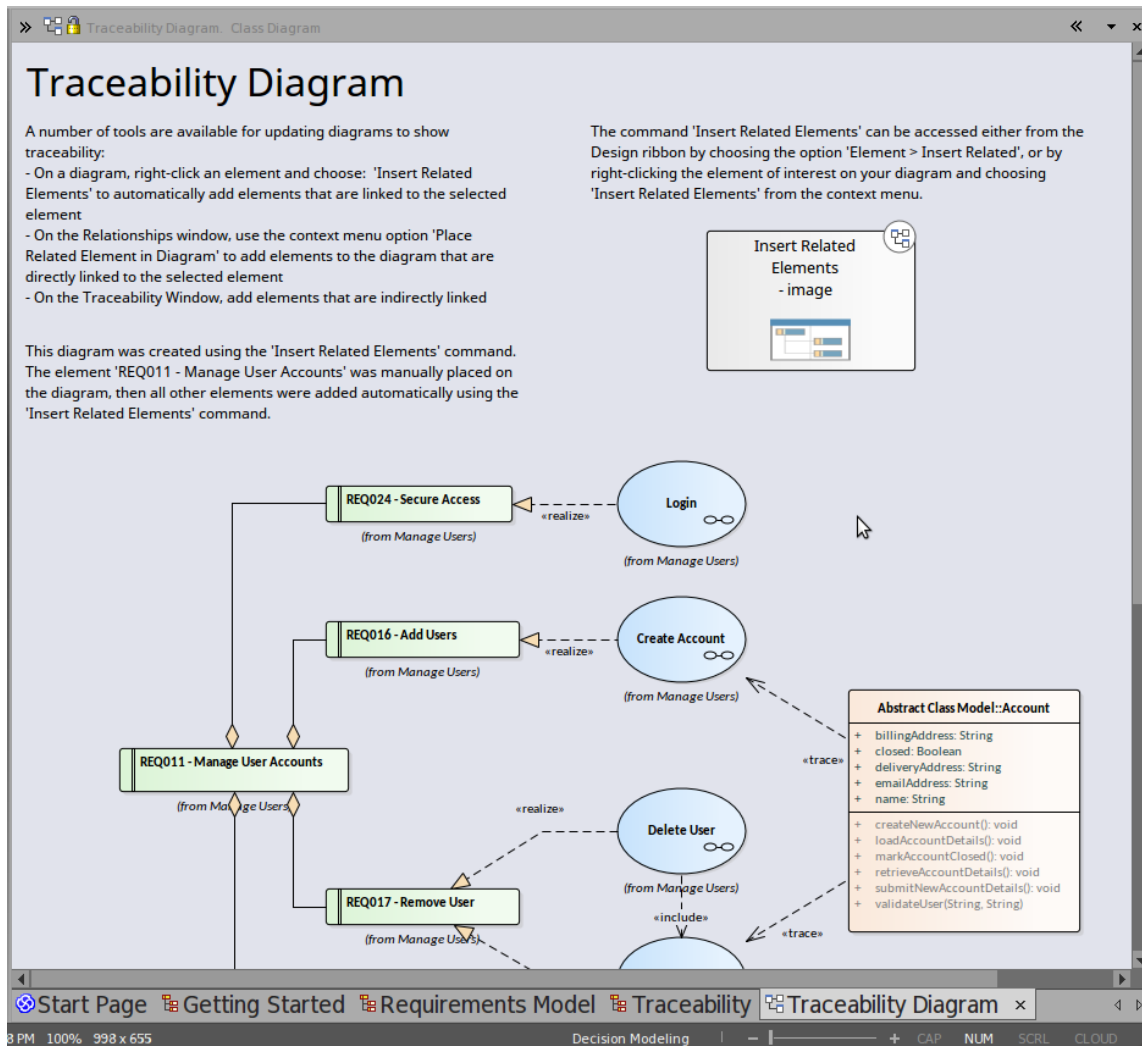 Traceability Diagram.  Class Diagram
Traceability Diagram
A number of tools are available for updating diagrams to show
traceability:
- On a diagram, right-click an element and choose:  'Insert Related
Elements' to automatically add elements that are linked to the selected
element
- On the Relationships window, use the context menu option 'Place
Related Element in Diagram' to add elements to the diagram that are
directly linked to the selected element
- On the Traceability Window, add elements that are indirectly linked
This diagram was created using the 'Insert Related Elements' command.
The element 'REQ011 - Manage User Accounts' was manually placed on
the diagram, then all other elements were added automatically using the
'Insert Related Elements' command.
The command 'Insert Related Elements' can be accessed either from the
Design ribbon by choosing the option 'Element > Insert Related', or by
right-clicking the element of interest on your diagram and choosing
'Insert Related Elements' from the context menu.
Insert Related
Elements
- image
REQ024 - Secure Access
(from Manage Users)
«realize»
Login
(from Manage Users)
REQ016 - Add Users
(from Manage Users)
«realize»
Create Account
(from Manage Users)
REQ011 - Manage User Accounts
(from Manage Users)
«trace»
Abstract Class Model::Account
+ billingAddress: String
+ closed: Boolean
+ deliveryAddress: String
+ emailAddress: String
+ name: String
+ createNewAccount(): void
+ loadAccountDetails(): void
+ markAccountClosed(): void
+ retrieveAccountDetails(): void
+ submitNewAccountDetails(): void
+ validateUser(String, String)
«realize»
Delete User
(from Manage Users)
REQ017 - Remove User
(from Manage Users)
«include»
«trace»
Start Page
Getting Started
Requirements Model
Traceability
Traceability Diagram
8 PM 100% 998 x 655
Decision Modeling
CAP NUM SCRL CLOUD